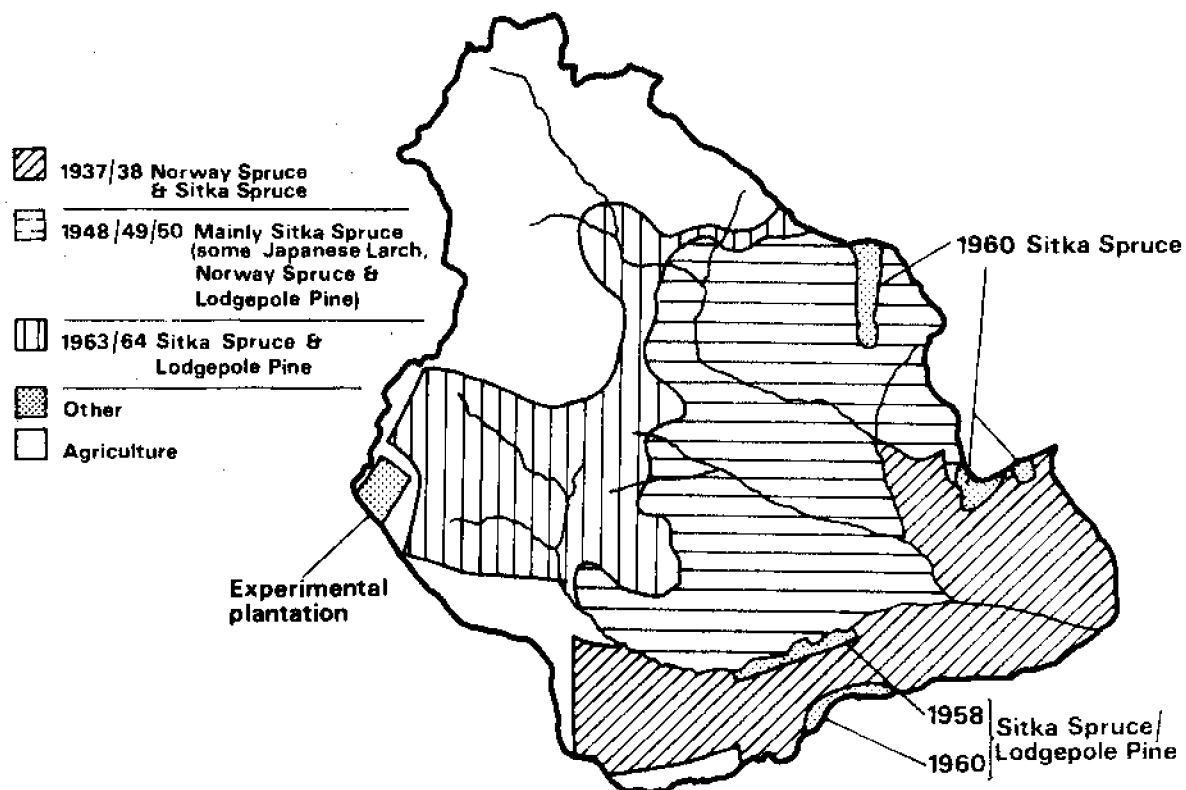 1937/38 Norway Spruce
& Sitka Spruce
1948/49/50 Mainly Sitka Spruce
(some Japanese Larch,
Norway Spruce &
Lodgepole Pine)
1963/64 Sitka Spruce &
Lodgepole Pine
Other
Agriculture
1960 Sitka Spruce
Experimental
plantation
1958
1960
Sitka Spruce/
Lodgepole Pine